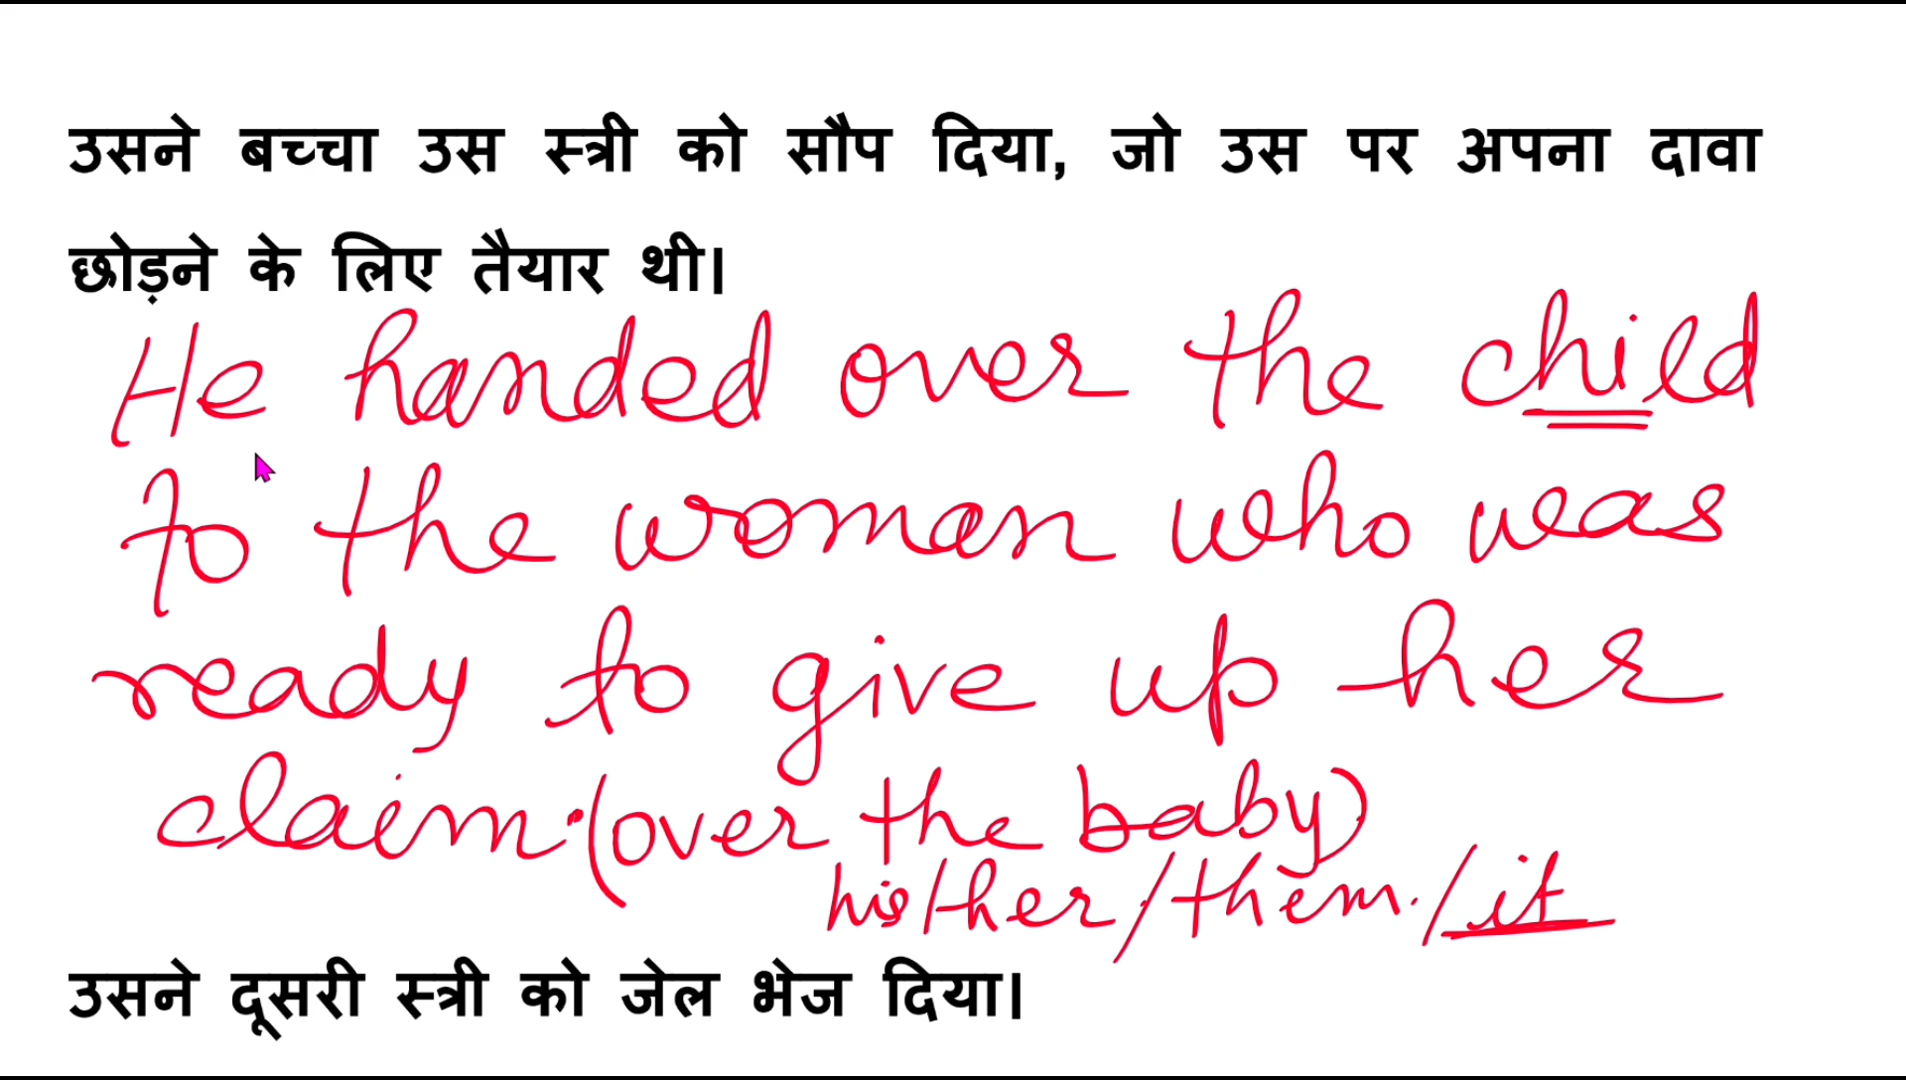 उसने बच्चा उस स्त्री को सौप दिया, जो उस पर अपना दावा
छोड़ने के लिए तैयार थी।
He handed over the child
to the woman who was
ready to give up her
claim. (over the baby)
his/her/them./it
उसने दूसरी स्त्री को जेल भेज दिया।